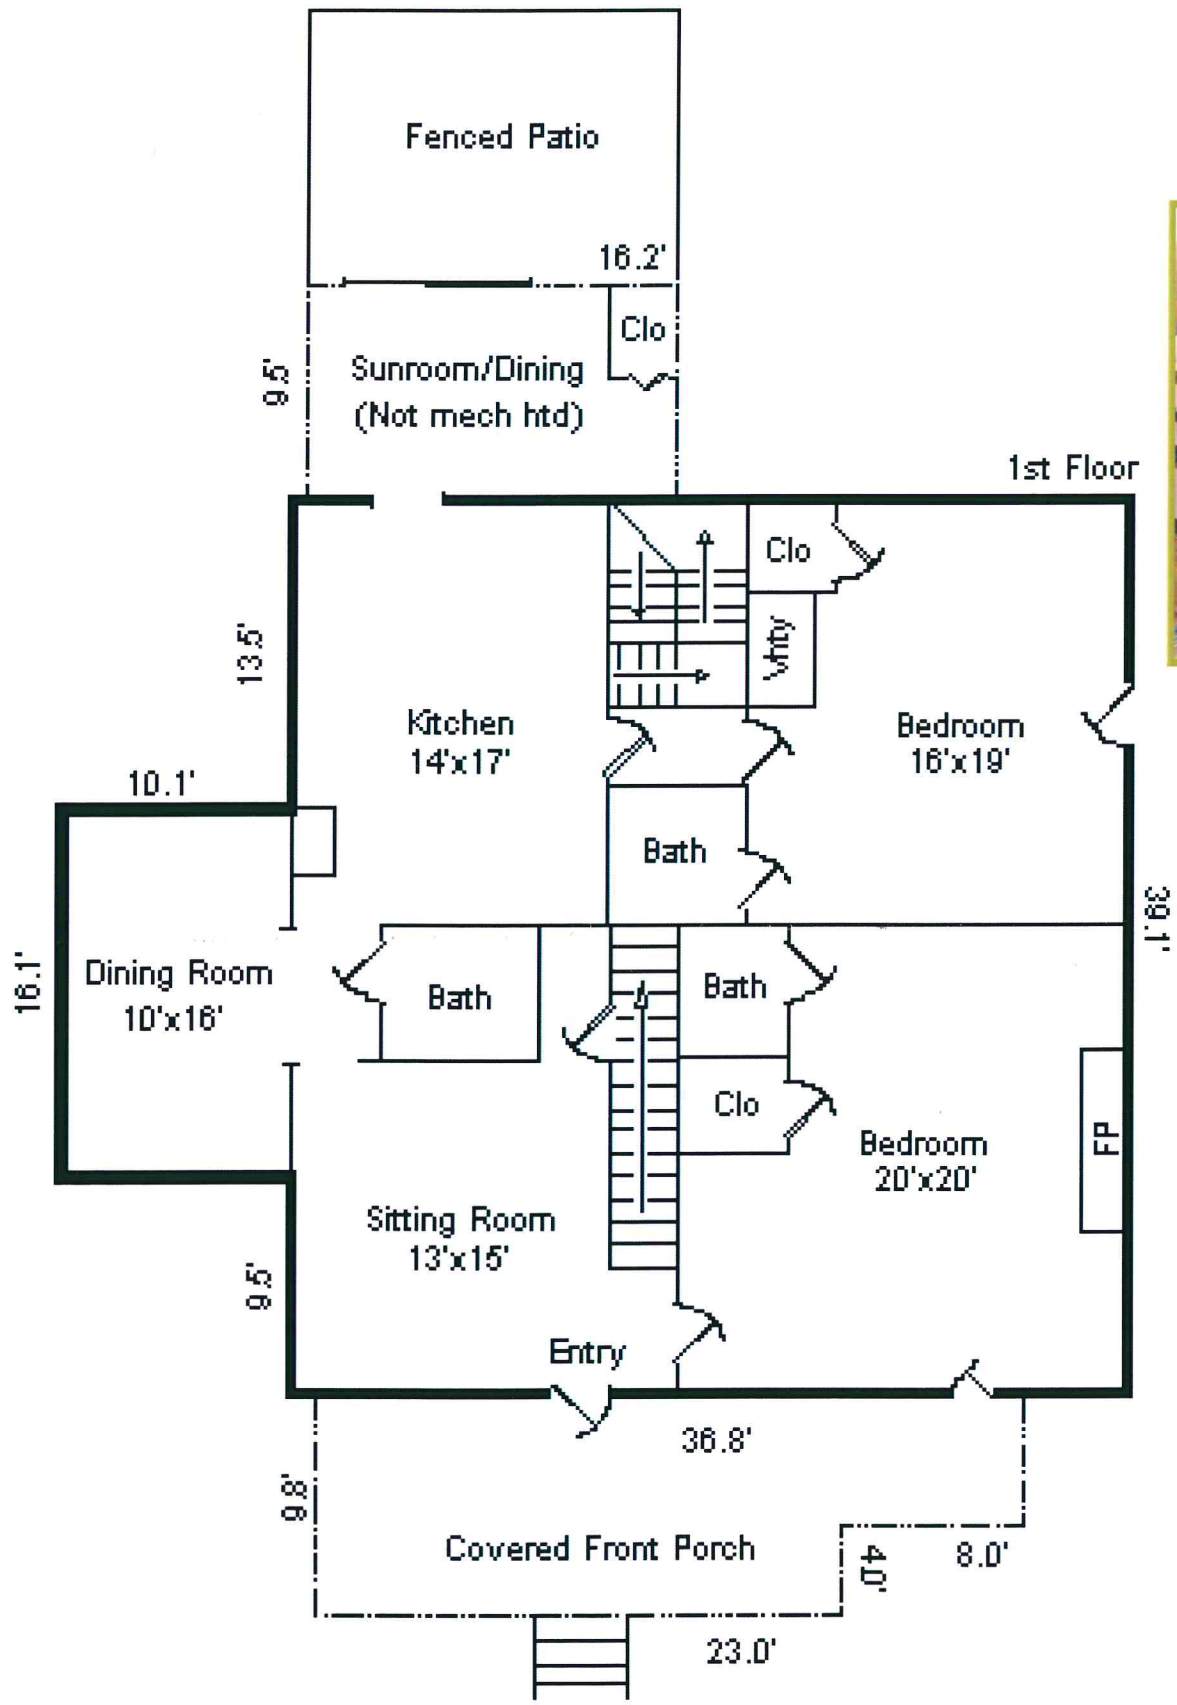 Fenced Patio
16.2'
Clo
9.5'
Sunroom/Dining
(Not mech htd)
1st Floor
Clo
13.5'
Vnty
Kitchen
14'x17'
Bedroom
16'x19'
10.1'
Bath
39.1'
16.1'
Dining Room
10'x16'
Bath
Bath
Clo
FP
Bedroom
20'x20'
Sitting Room
13'x15'
9.5'
Entry
36.8'
9.8'
Covered Front Porch
4.0'
8.0'
23.0'